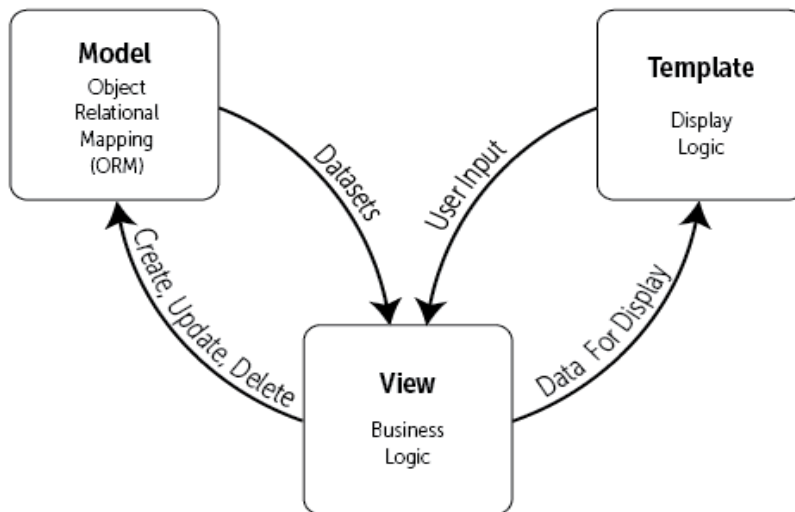 Model
Object
Relational
Mapping
(ORM)
Template
Display
Logic
Datasets
User Input
Create, Update, Delete
Data For Display
View
Business
Logic